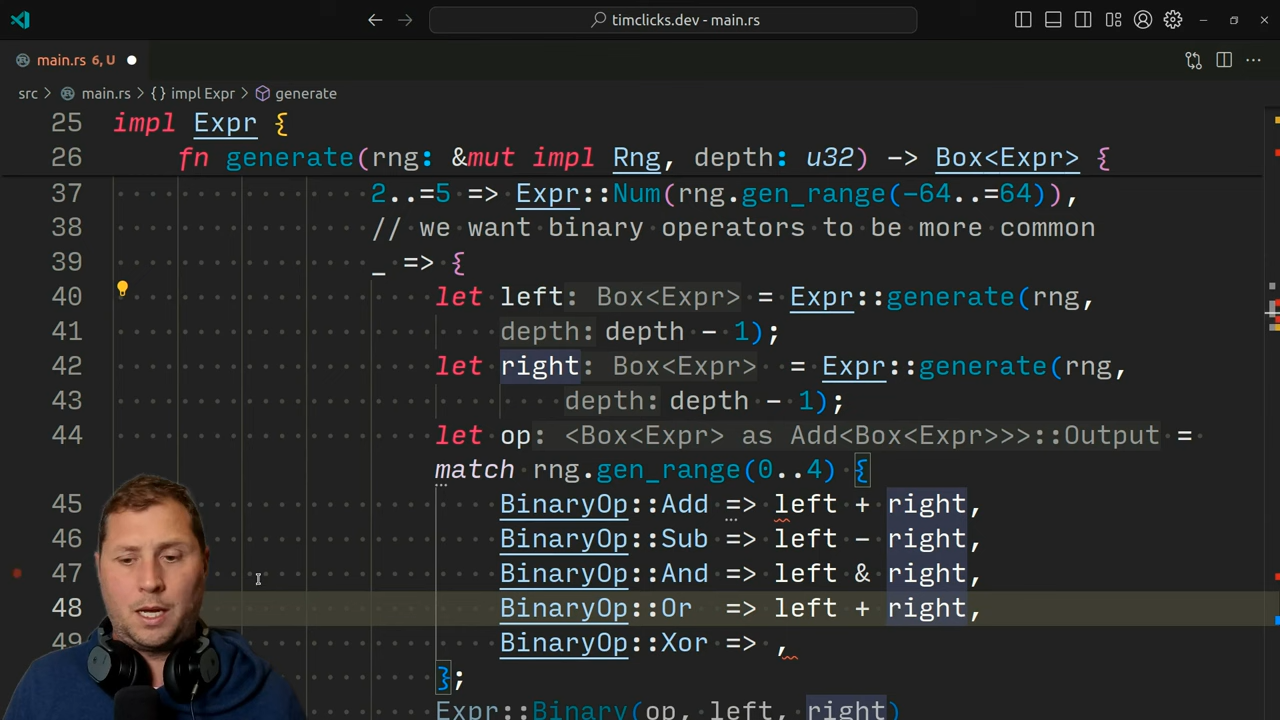 timclicks.dev - main.rs
main.rs 6, U
src > main.rs > {} impl Expr > generate
25 impl Expr {
26 fn generate(rng: &mut impl Rng, depth: u32) -> Box<Expr> {
37 2..=5 => Expr::Num(rng.gen_range(-64..=64)),
38 // we want binary operators to be more common
39 _ => {
40 let left: Box<Expr> = Expr::generate(rng,
41 depth: depth - 1);
42 let right: Box<Expr> = Expr::generate(rng,
43 depth: depth - 1);
44 let op: <Box<Expr> as Add<Box<Expr>>>::Output =
match rng.gen_range(0..4) {
45 BinaryOp::Add => left + right,
46 BinaryOp::Sub => left - right,
47 BinaryOp::And => left & right,
48 BinaryOp::Or => left + right,
49 BinaryOp::Xor => ,
};
Expr::Binary(op, left, right)